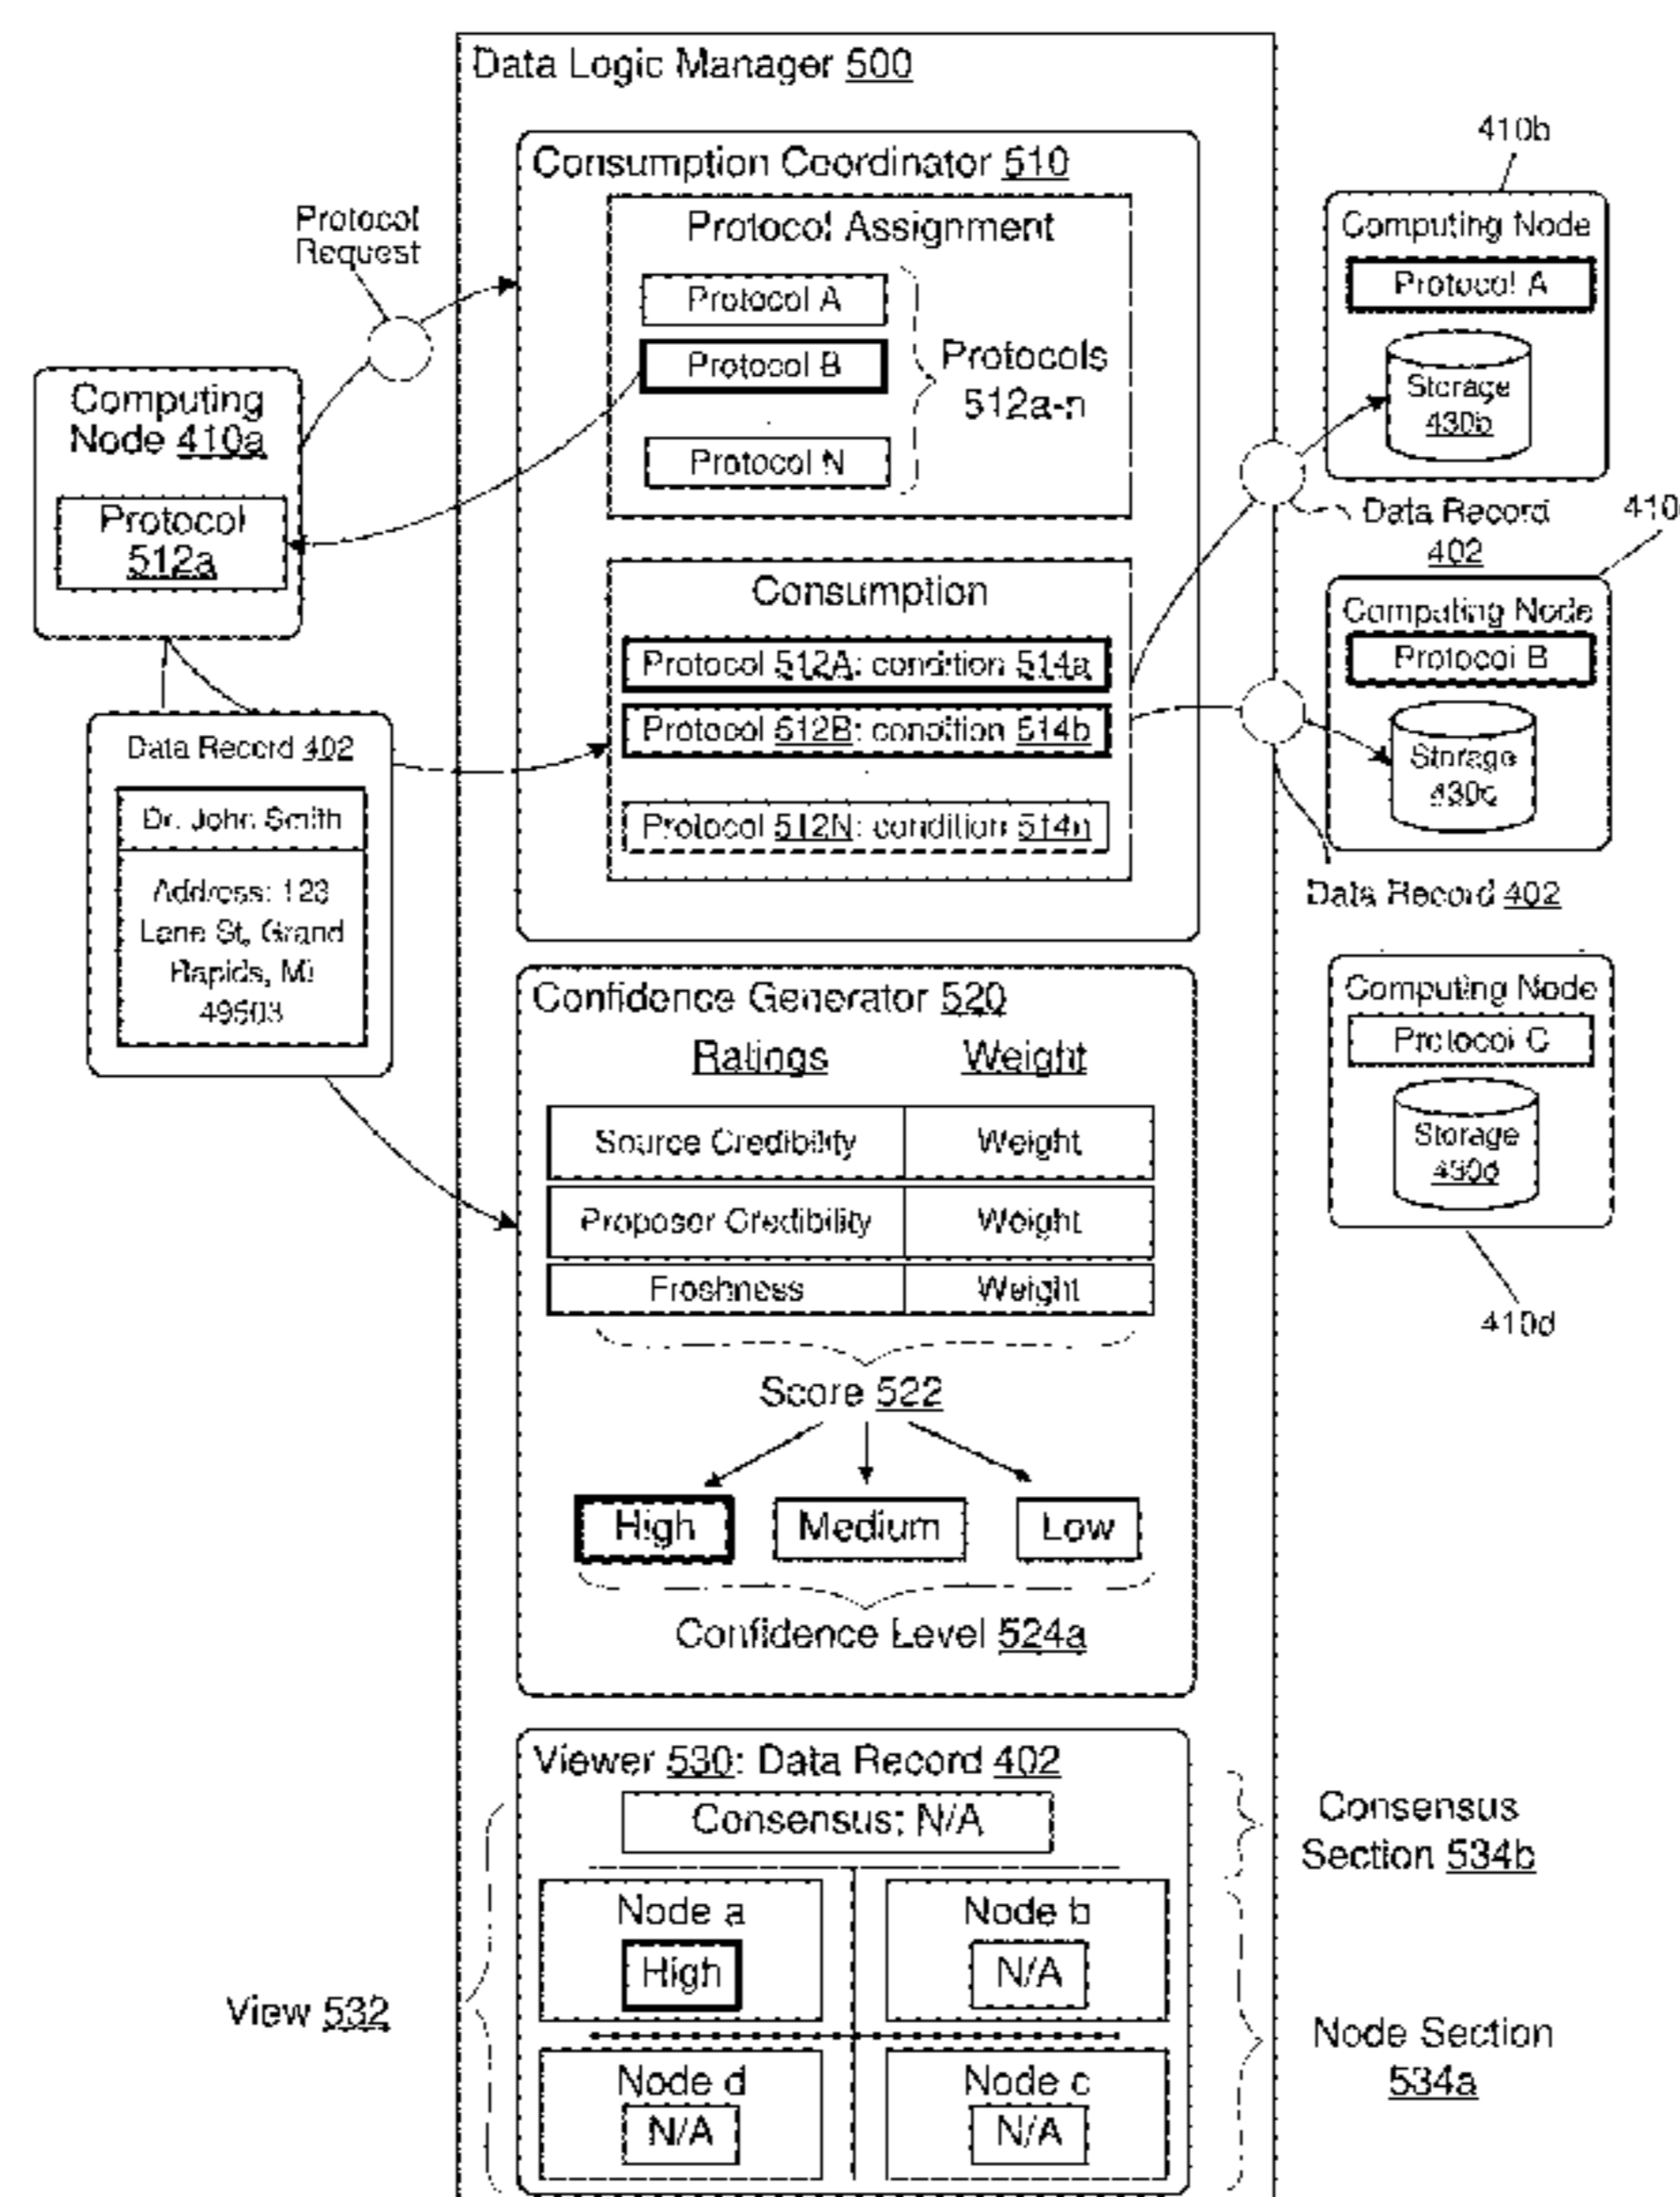 Data Logic Manager 500
Consumption Coordinator 510
Protocol Assignment
Protocol A
Protocol B
Protocol N
Protocols
512a-n
Protocol
Request
Computing
Node 410a
Protocol
512a
Consumption
Protocol 512A: condition 514a
Protocol 512B: condition 514b
Protocol 512N: condition 514n
Data Record 402
Dr. John Smith
Address: 123
Lane St, Grand
Rapids, MI
49503
410b
Computing Node
Protocol A
Storage
430b
Data Record
402
410
Computing Node
Protocol B
Storage
430c
Data Record 402
Computing Node
Protocol C
Storage
430d
410d
Confidence Generator 520
Ratings Weight
Source Credibility Weight
Proposer Credibility Weight
Freshness Weight
Score 522
High Medium Low
Confidence Level 524a
Viewer 530: Data Record 402
Consensus: N/A
Node a
High
Node b
N/A
Node d
N/A
Node c
N/A
View 532
Consensus
Section 534b
Node Section
534a